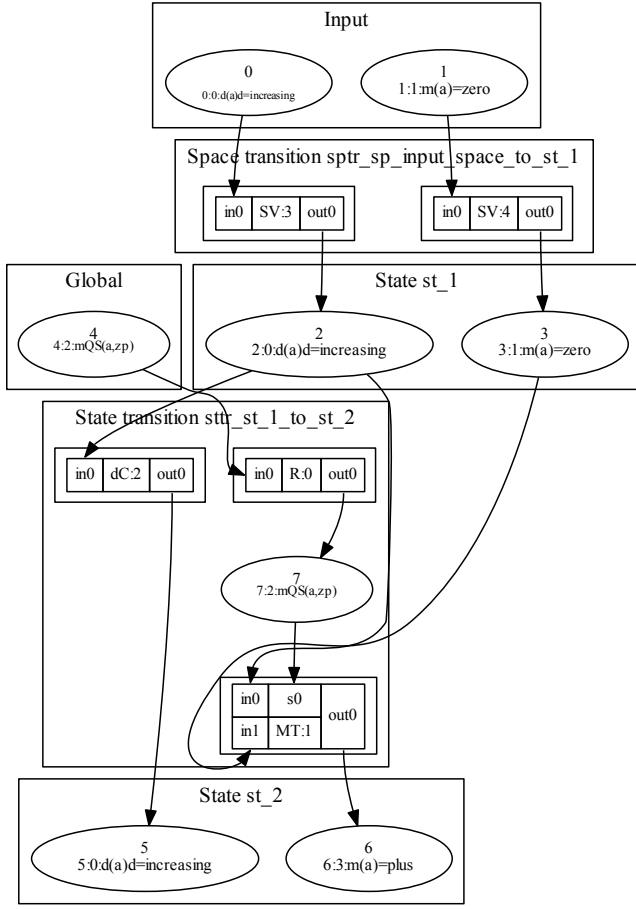 Input
0
0:0:d(a)d=increasing
1
1:1:m(a)=zero
Space transition sptr_sp_input_space_to_st_1
in0 SV:3 out0
in0 SV:4 out0
Global
4
4:2:mQS(a,zp)
State st_1
2
2:0:d(a)d=increasing
3
3:1:m(a)=zero
State transition sttr_st_1_to_st_2
in0 dC:2 out0
in0 R:0 out0
7
7:2:mQS(a,zp)
in0 s0 out0
in1 MT:1
State st_2
5
5:0:d(a)d=increasing
6
6:3:m(a)=plus